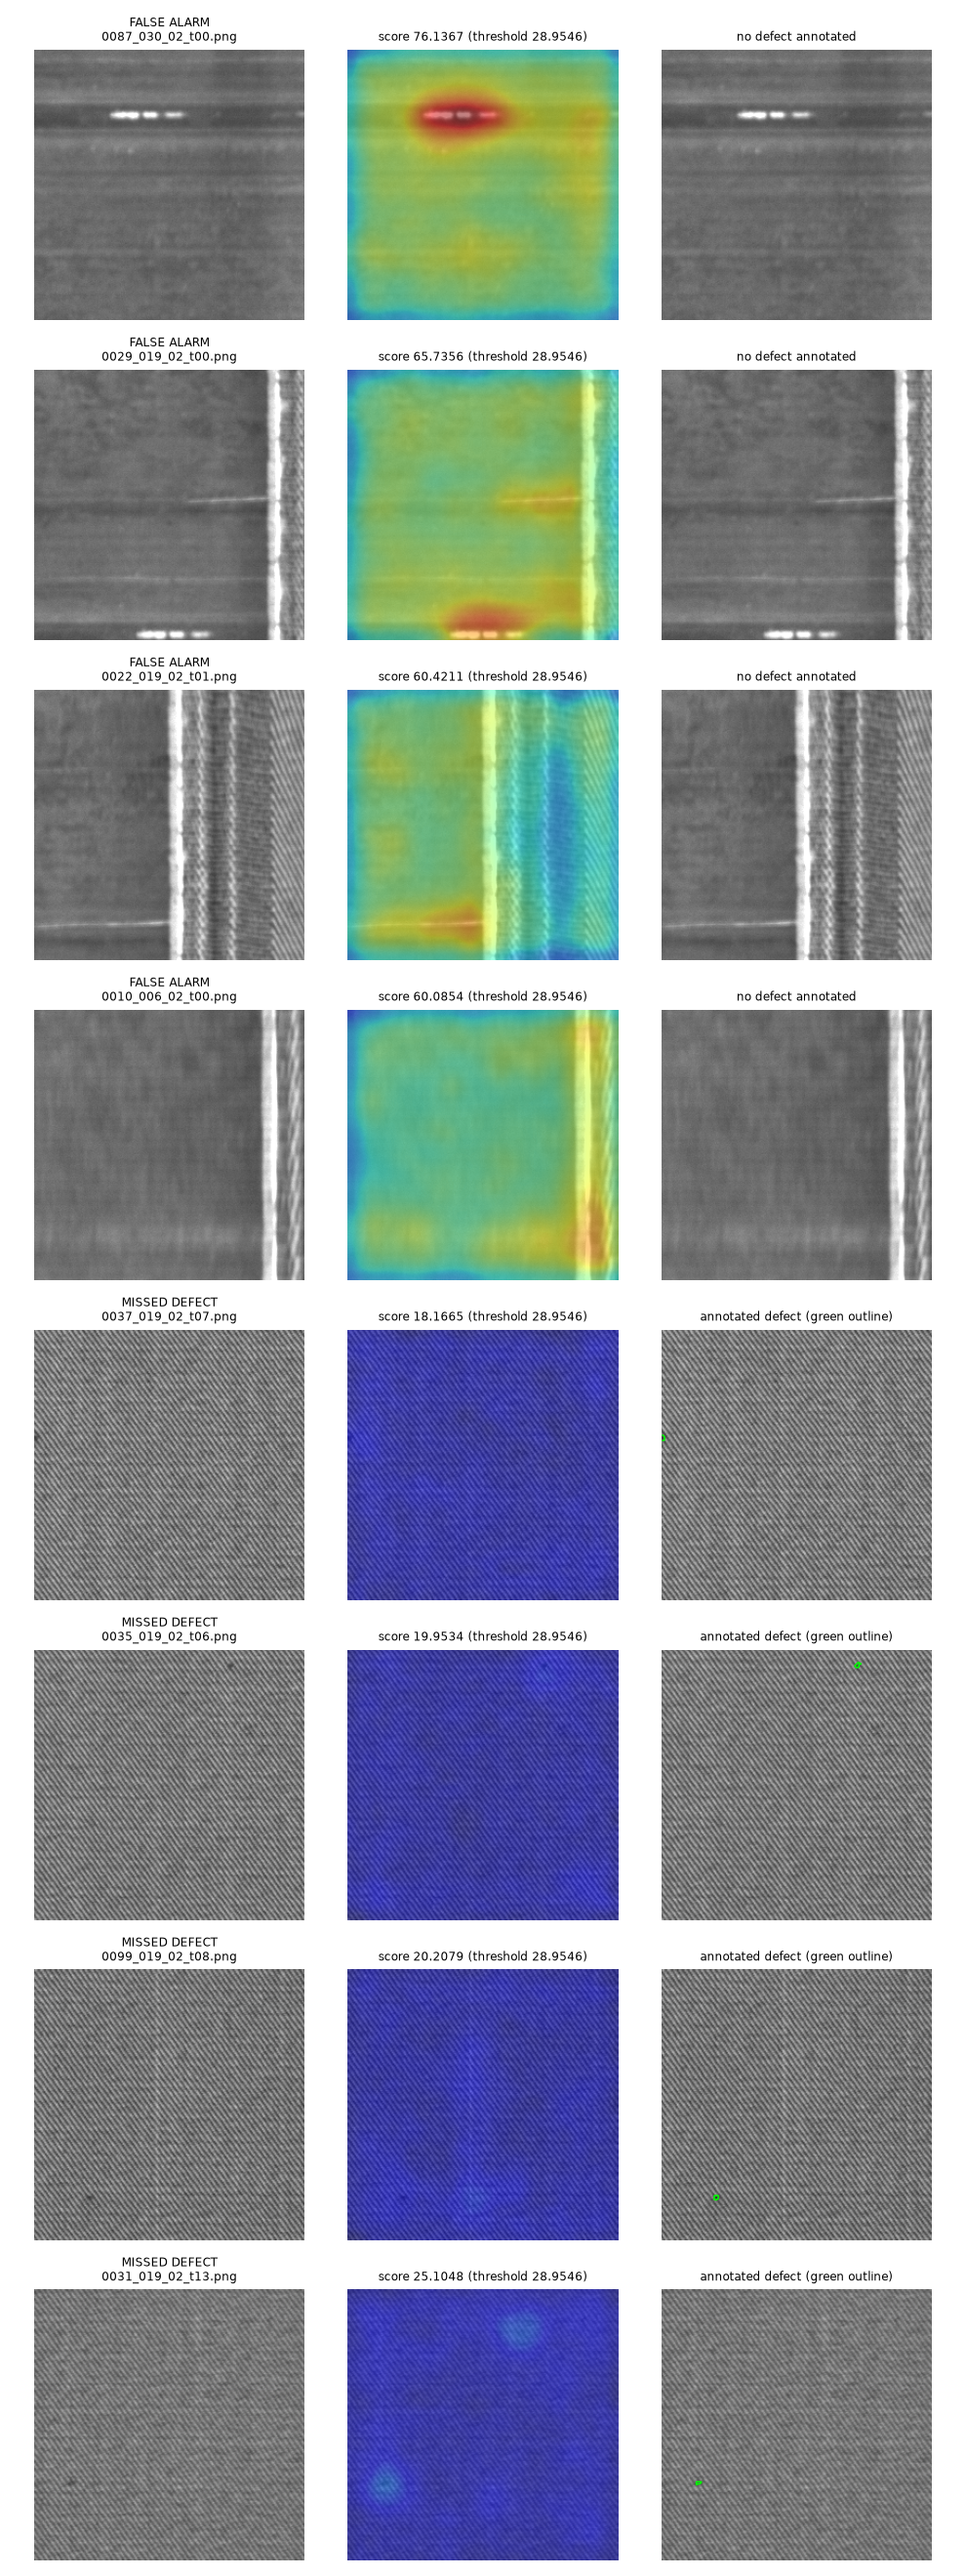 FALSE ALARM
0087_030_02_t00.png
score 76.1367 (threshold 28.9546)
no defect annotated
FALSE ALARM
0029_019_02_t00.png
score 65.7356 (threshold 28.9546)
no defect annotated
FALSE ALARM
0022_019_02_t01.png
score 60.4211 (threshold 28.9546)
no defect annotated
FALSE ALARM
0010_006_02_t00.png
score 60.0854 (threshold 28.9546)
no defect annotated
MISSED DEFECT
0037_019_02_t07.png
score 18.1665 (threshold 28.9546)
annotated defect (green outline)
MISSED DEFECT
0035_019_02_t06.png
score 19.9534 (threshold 28.9546)
annotated defect (green outline)
MISSED DEFECT
0099_019_02_t08.png
score 20.2079 (threshold 28.9546)
annotated defect (green outline)
MISSED DEFECT
0031_019_02_t13.png
score 25.1048 (threshold 28.9546)
annotated defect (green outline)